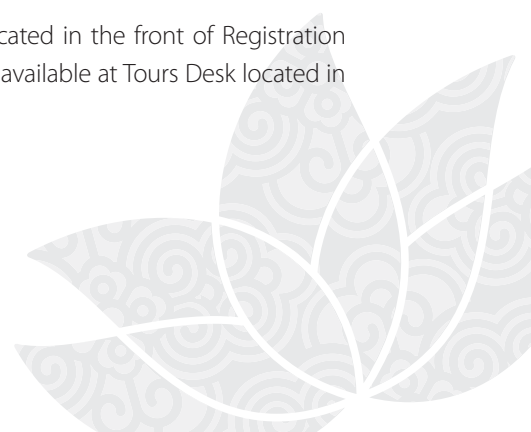 cated in the front of Registration
available at Tours Desk located in